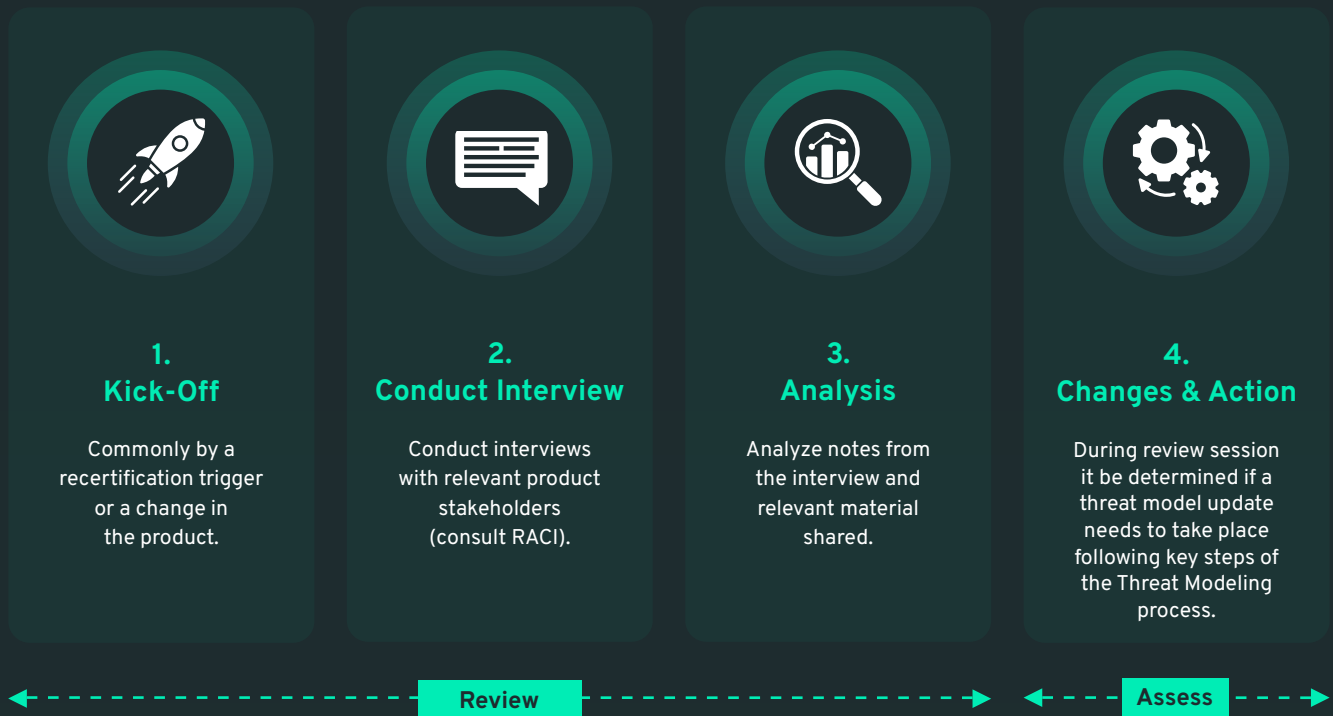 1.
Kick-Off
Commonly by a
recertification trigger
or a change in
the product.
2.
Conduct Interview
Conduct interviews
with relevant product
stakeholders
(consult RACI).
3.
Analysis
Analyze notes from
the interview and
relevant material
shared.
4.
Changes & Action
During review session
it be determined if a
threat model update
needs to take place
following key steps of
the Threat Modeling
process.
Review
Assess